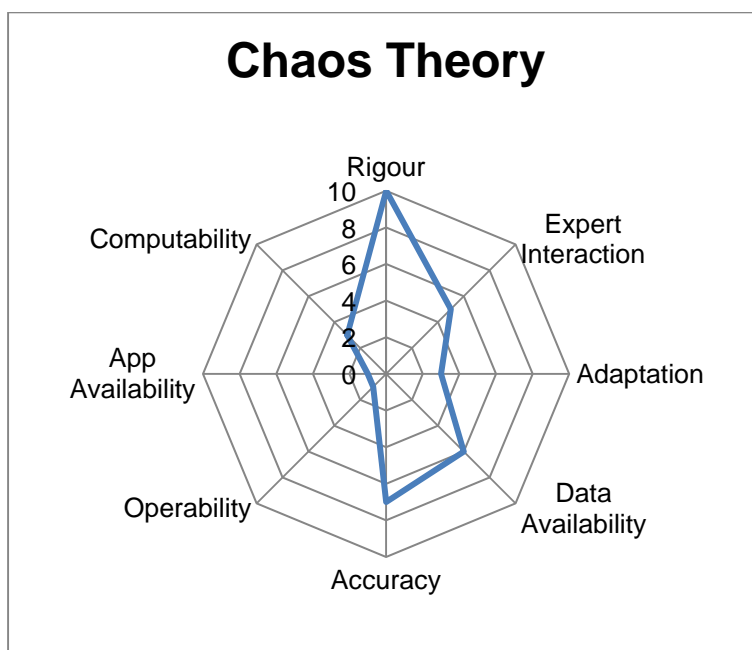 Chaos Theory
Rigour
10
8
6
4
2
0
Expert
Interaction
Adaptation
Data
Availability
Accuracy
Operability
App
Availability
Computability